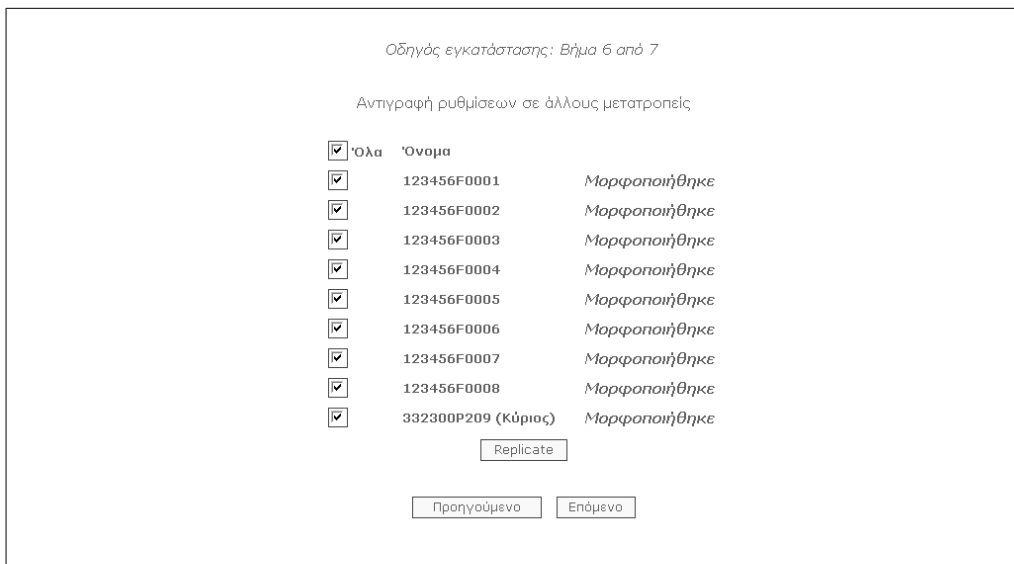 Οδηγός εγκατάστασης: Βήμα 6 από 7
Αντιγραφή ρυθμίσεων σε άλλους μετατροπείς
Όλα Όνομα
123456F0001 Μορφοποιήθηκε
123456F0002 Μορφοποιήθηκε
123456F0003 Μορφοποιήθηκε
123456F0004 Μορφοποιήθηκε
123456F0005 Μορφοποιήθηκε
123456F0006 Μορφοποιήθηκε
123456F0007 Μορφοποιήθηκε
123456F0008 Μορφοποιήθηκε
332300P209 (Κύριος) Μορφοποιήθηκε
Replicate
Προηγούμενο Επόμενο